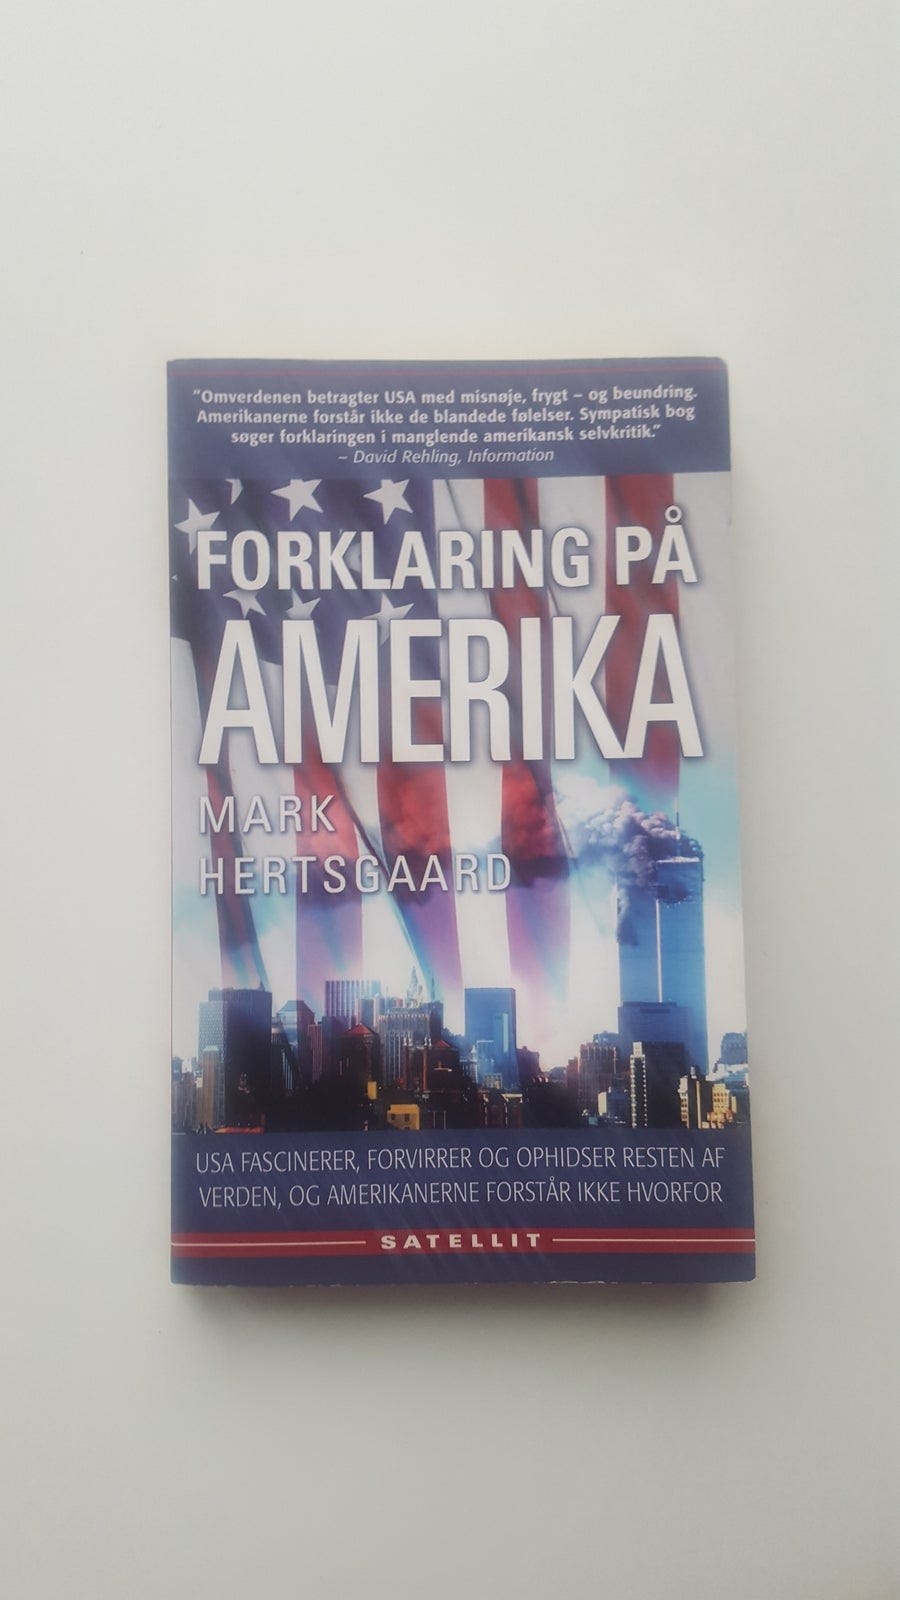 "Omverdenen betragter USA med misnøje, frygt – og beundring.
Amerikanerne forstår ikke de blandede følelser. Sympatisk bog
søger forklaringen i manglende amerikansk selvkritik."
– David Rehling, Information
FORKLARING PÅ
AMERIKA
MARK
HERTSGAARD
USA FASCINERER, FORVIRRER OG OPHIDSER RESTEN AF
VERDEN, OG AMERIKANERNE FORSTÅR IKKE HVORFOR
SATELLIT